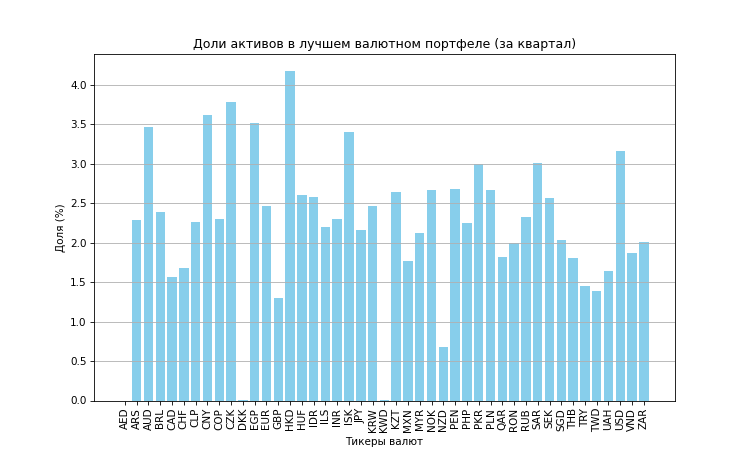 Доли активов в лучшем валютном портфеле (за квартал)
Доля (%)
4.0
3.5
3.0
2.5
2.0
1.5
1.0
0.5
0.0
AED ARS AUD BRL CAD CHF CLP CNY COP CZK DKK EGP EUR GBP HKD HUF IDR ILS INR ISK JPY KRW KWD KZT MXN MYR NOK NZD PEN PHP PKR PLN QAR RON RUB SAR SEK SGD THB TRY TWD UAH USD VND ZAR
Тикеры валют